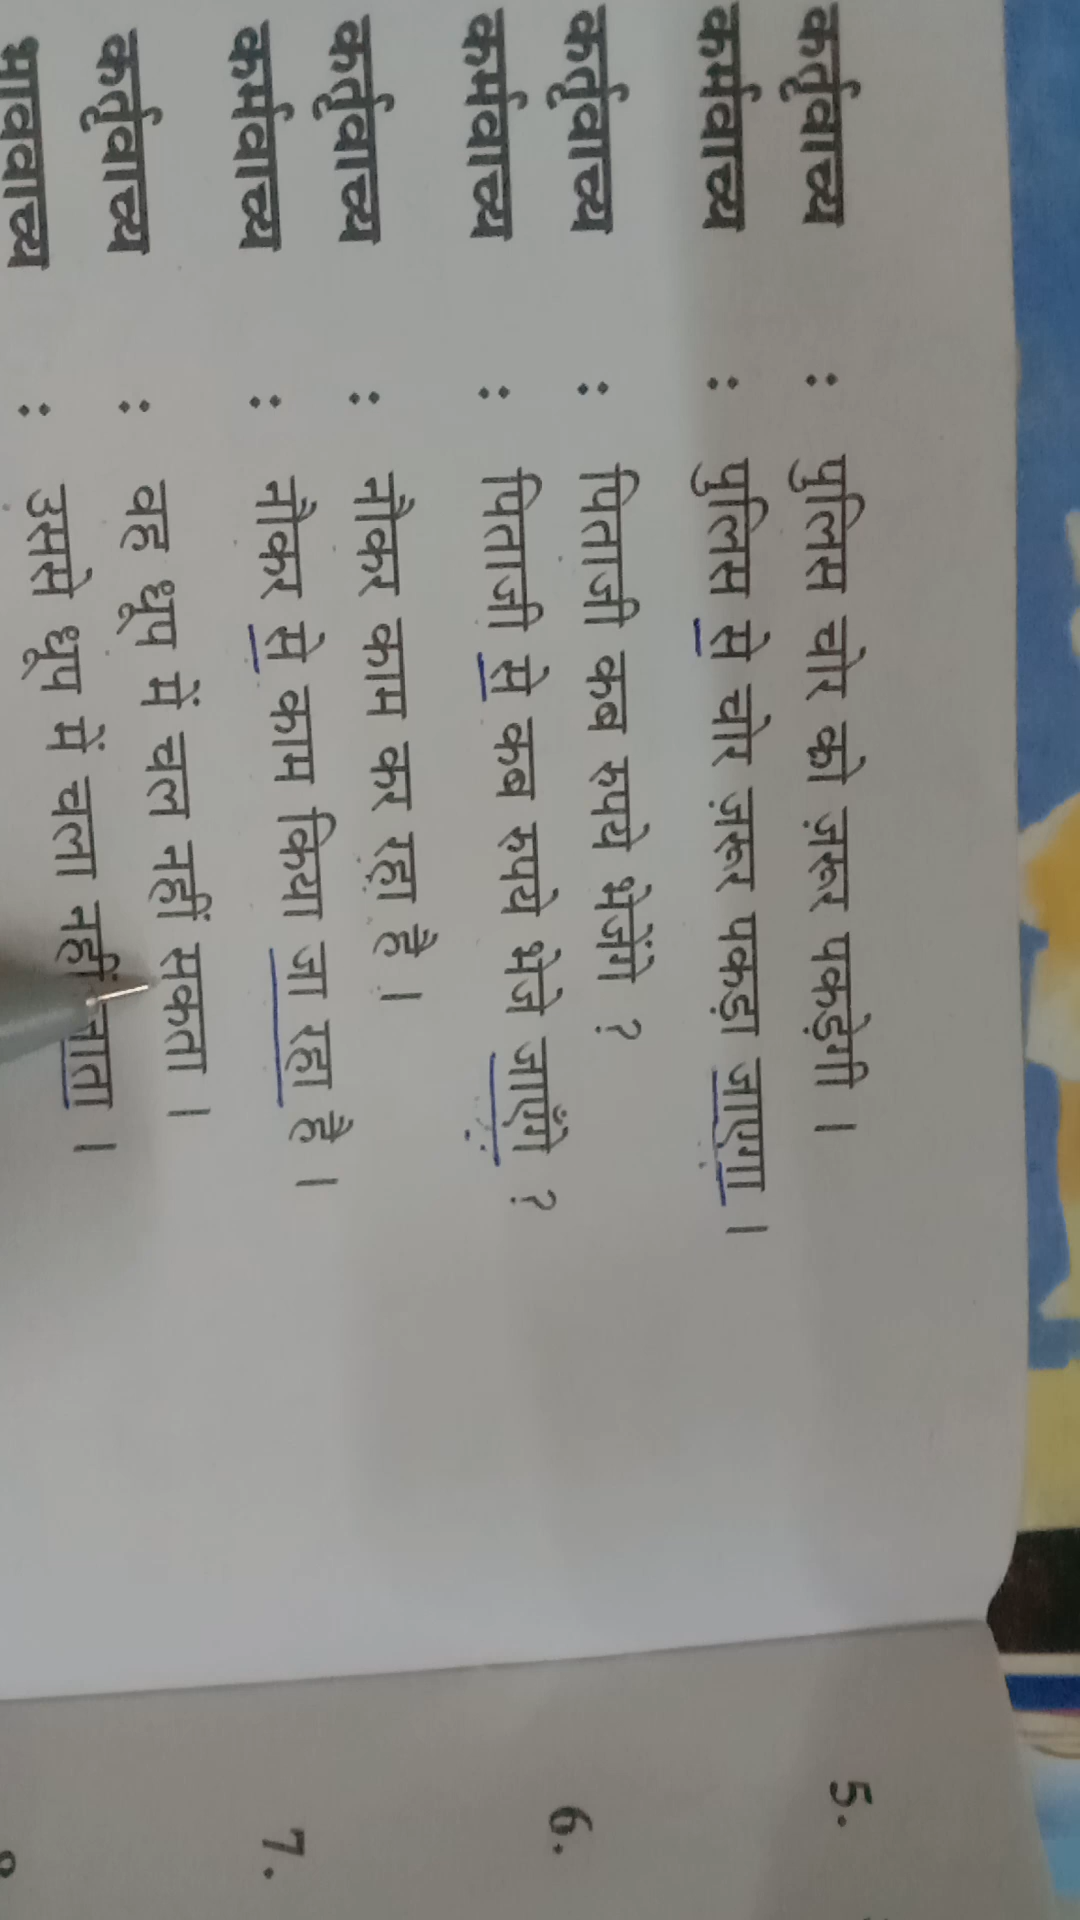 कर्तृवाच्य : पुलिस चोर को ज़रूर पकड़ेगी ।
कर्मवाच्य : पुलिस से चोर ज़रूर पकड़ा जाएगा ।
कर्तृवाच्य : पिताजी कब रुपये भेजेंगे ?
कर्मवाच्य : पिताजी से कब रुपये भेजे जाएँगे ?
कर्तृवाच्य : नौकर काम कर रहा है ।
कर्मवाच्य : नौकर से काम किया जा रहा है ।
कर्तृवाच्य : वह धूप में चल नहीं सकता ।
भाववाच्य : उससे धूप में चला नहीं जाता ।
5.
6.
7.